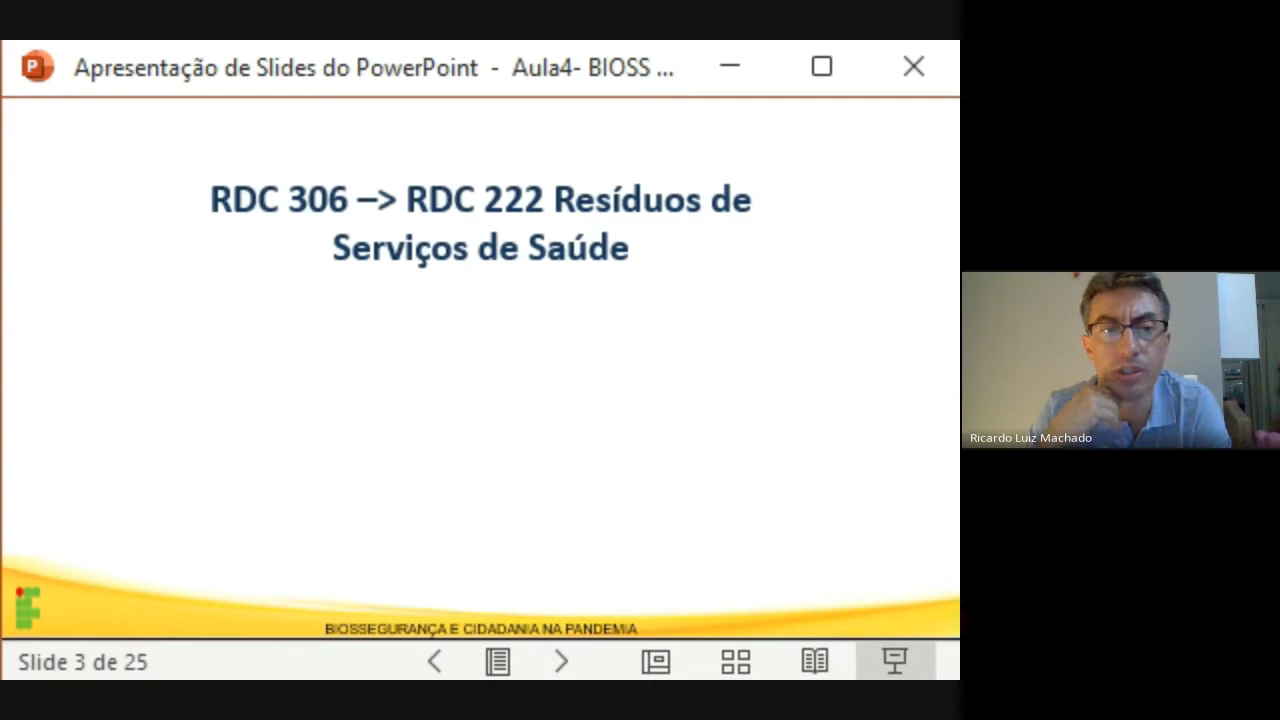 Apresentação de Slides do PowerPoint - Aula4- BIOSS ...
RDC 306 –> RDC 222 Resíduos de
Serviços de Saúde
BIOSSEGURANÇA E CIDADANIA NA PANDEMIA
Slide 3 de 25
Ricardo Luiz Machado